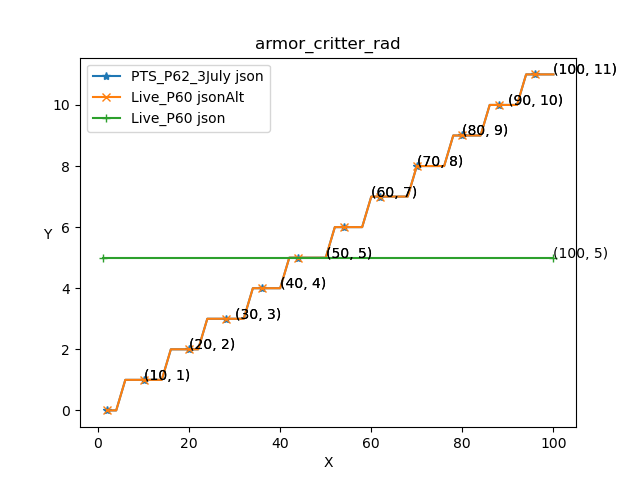 armor_critter_rad
PTS_P62_3July json
Live_P60 jsonAlt
Live_P60 json
(100, 11)
(90, 10)
(80, 9)
(70, 8)
(60, 7)
(50, 5)
(100, 5)
(40, 4)
(30, 3)
(20, 2)
(10, 1)
Y
10
8
6
4
2
0
0 20 40 60 80 100
X